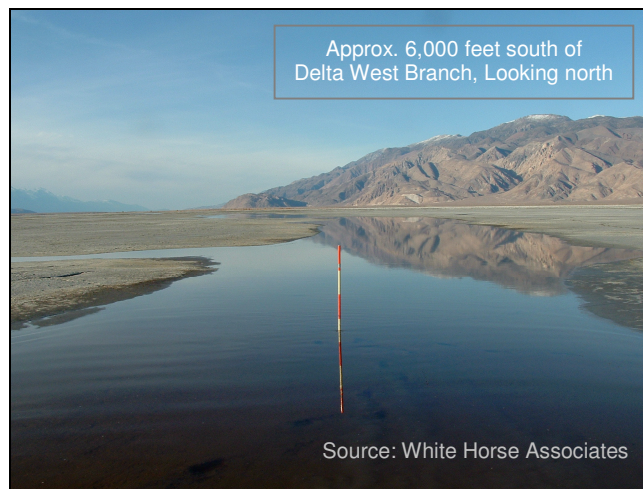 Approx. 6,000 feet south of
Delta West Branch, Looking north
Source: White Horse Associates